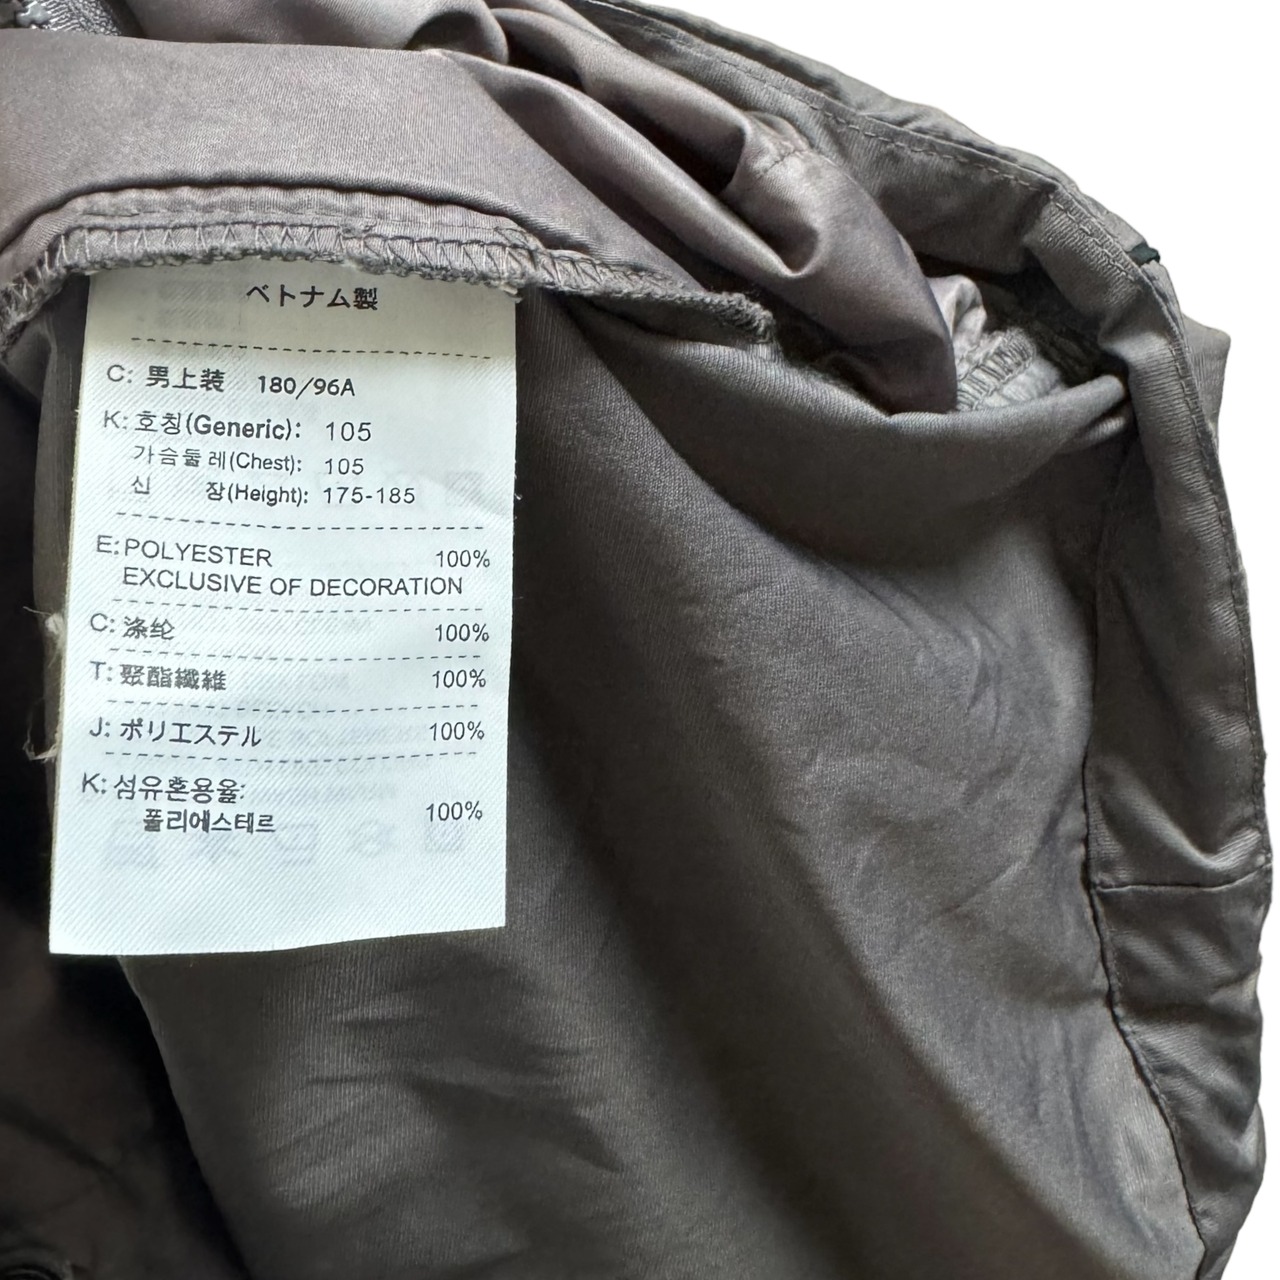 ベトナム製
C: 男上装 180/96A
K: 호칭(Generic): 105
가슴둘 레(Chest): 105
신 장(Height): 175-185
E: POLYESTER 100%
EXCLUSIVE OF DECORATION
C: 涤纶 100%
T: 聚酯纖維 100%
J: ポリエステル 100%
K: 섬유혼용율:
폴리에스테르 100%